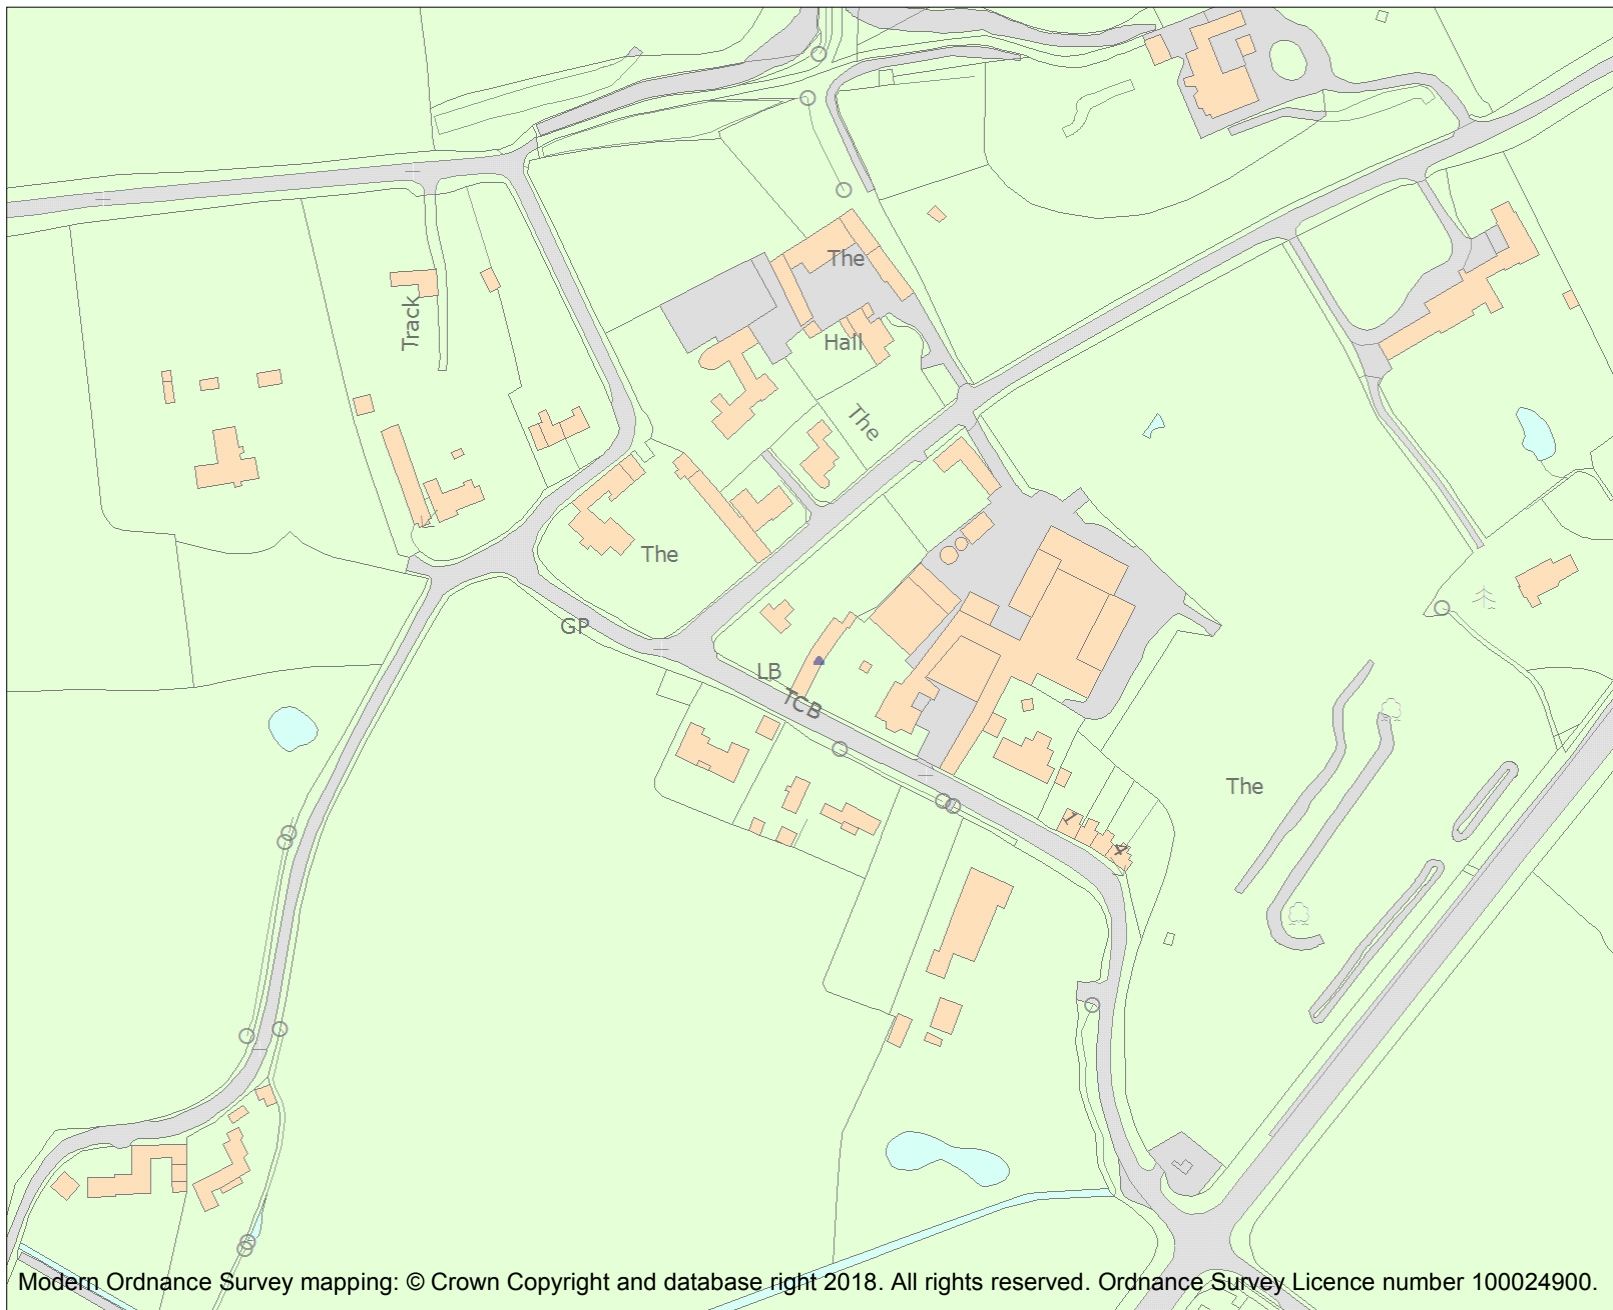 The
Track
Hall
The
The
GP
LB
TCB
The
1
4
Modern Ordnance Survey mapping: © Crown Copyright and database right 2018. All rights reserved. Ordnance Survey Licence number 100024900.